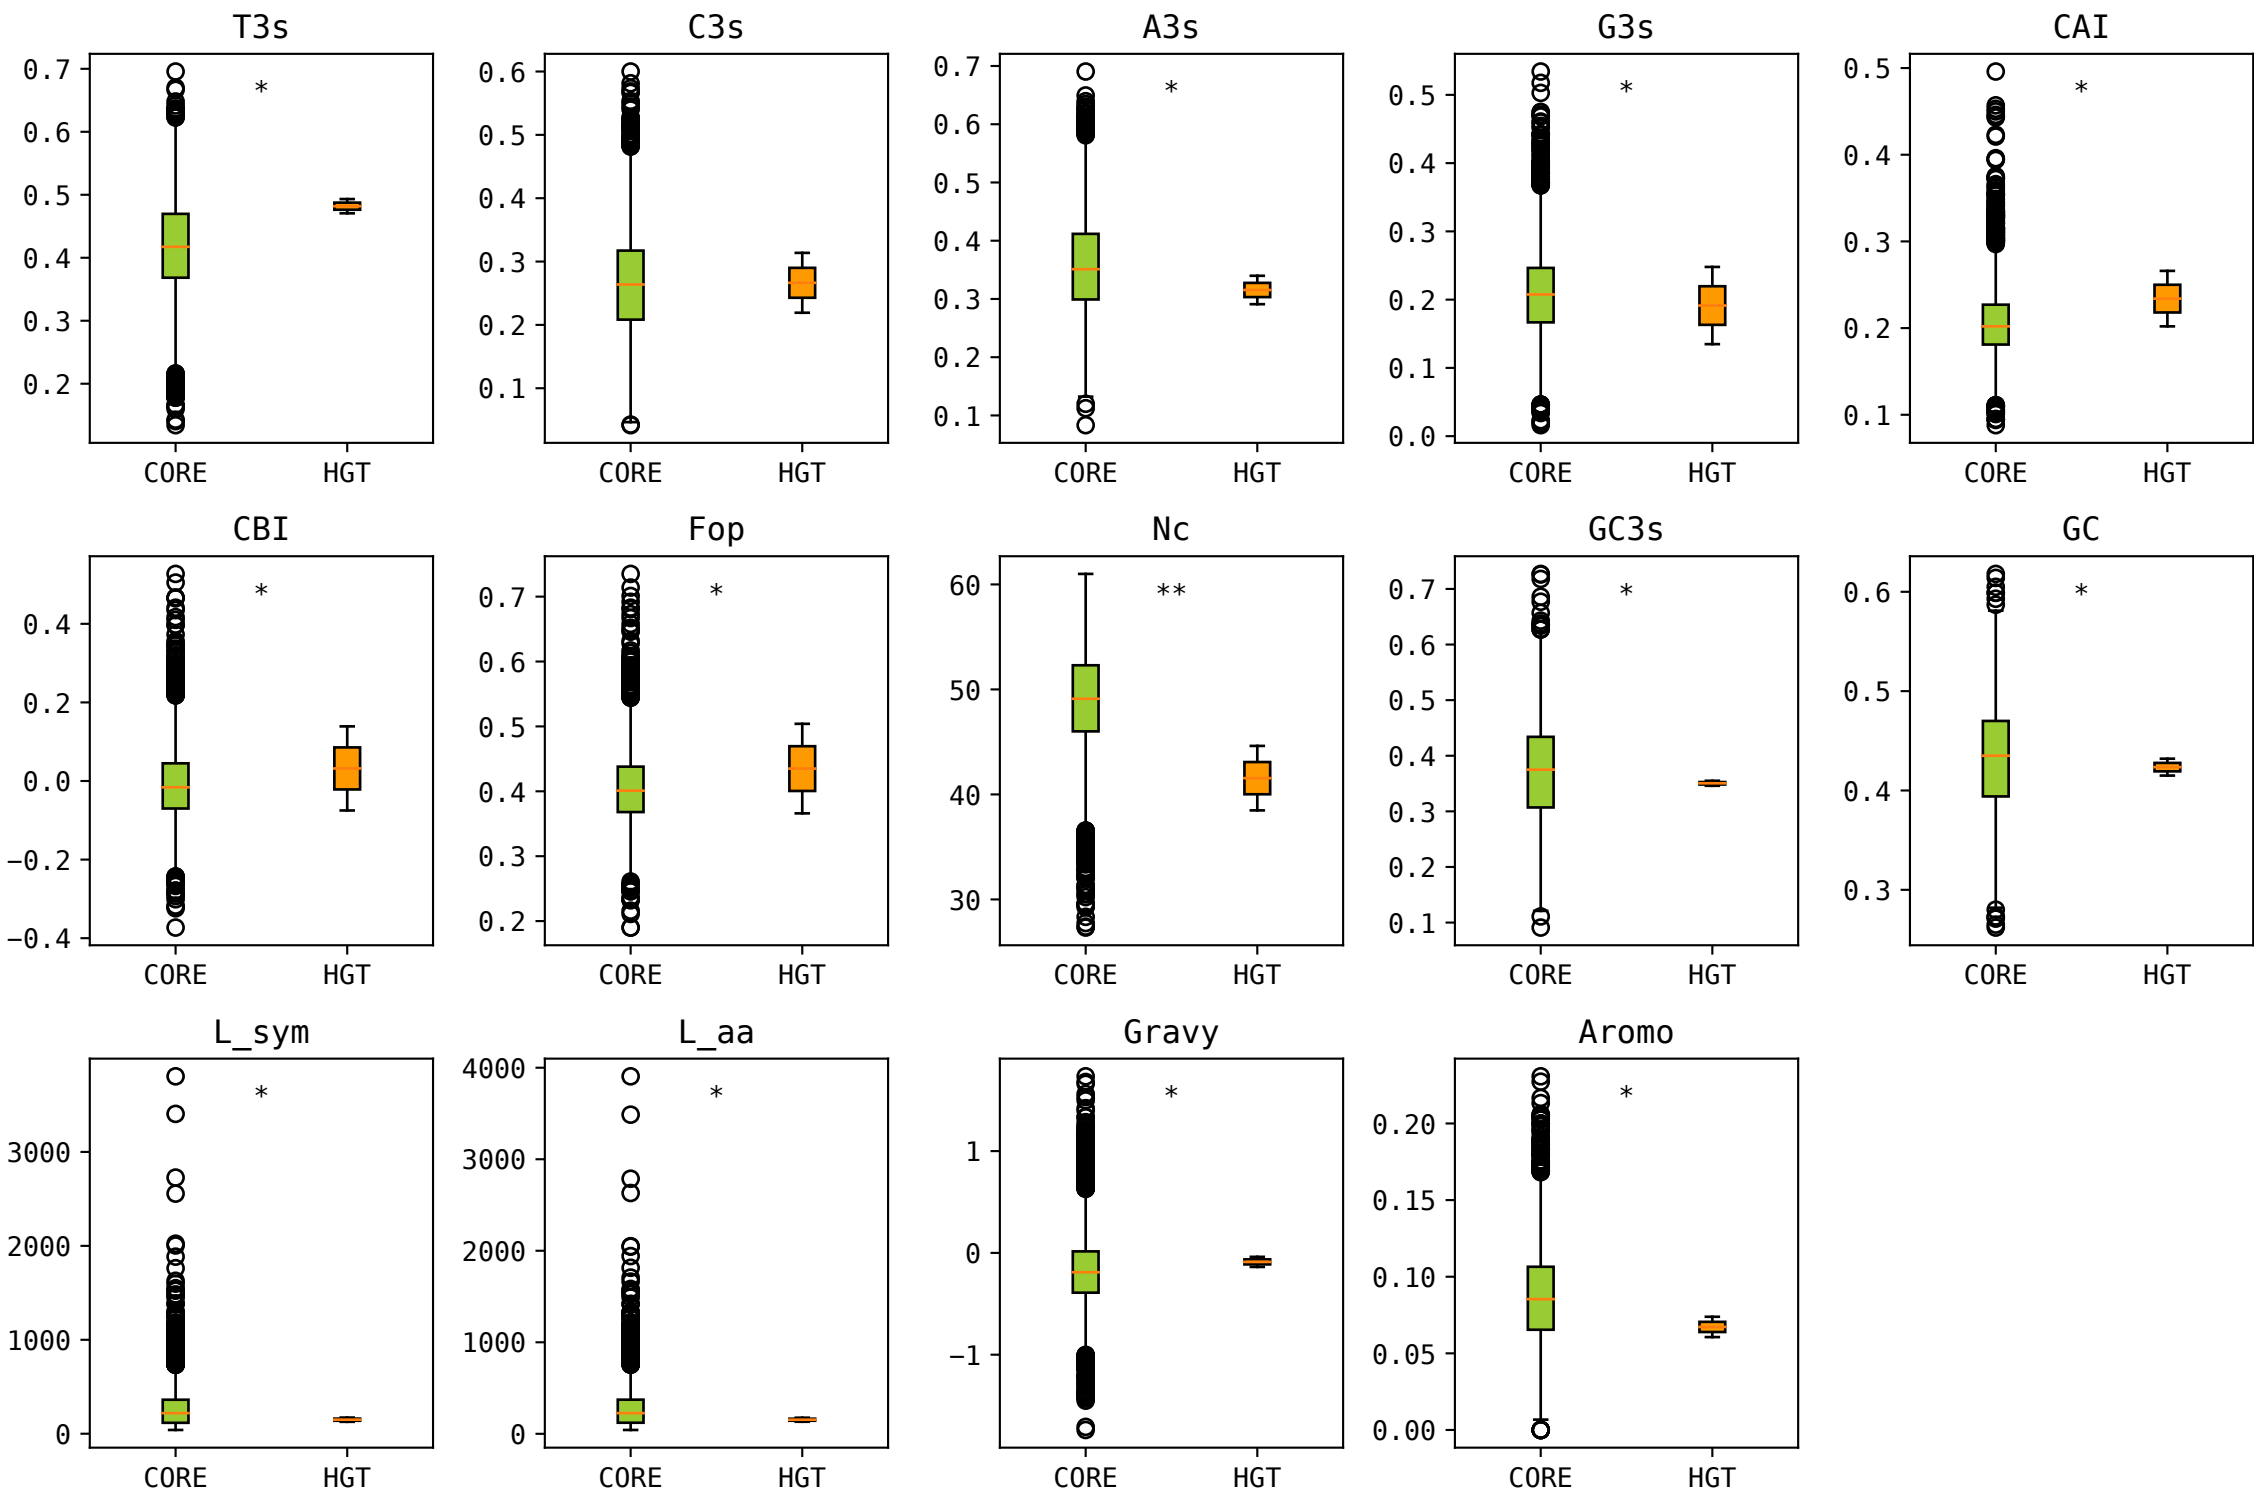 T3s
C3s
A3s
G3s
CAI
0.7
0.6
0.5
0.4
0.3
0.2
*
CORE
HGT
0.6
0.5
0.4
0.3
0.2
0.1
CORE
HGT
0.7
0.6
0.5
0.4
0.3
0.2
0.1
*
CORE
HGT
0.5
0.4
0.3
0.2
0.1
0.0
*
CORE
HGT
0.5
0.4
0.3
0.2
0.1
*
CORE
HGT
CBI
Fop
Nc
GC3s
GC
0.4
0.2
0.0
−0.2
−0.4
*
CORE
HGT
0.7
0.6
0.5
0.4
0.3
0.2
*
CORE
HGT
60
50
40
30
**
CORE
HGT
0.7
0.6
0.5
0.4
0.3
0.2
0.1
*
CORE
HGT
0.6
0.5
0.4
0.3
*
CORE
HGT
L_sym
L_aa
Gravy
Aromo
3000
2000
1000
0
*
CORE
HGT
4000
3000
2000
1000
0
*
CORE
HGT
1
0
−1
*
CORE
HGT
0.20
0.15
0.10
0.05
0.00
*
CORE
HGT